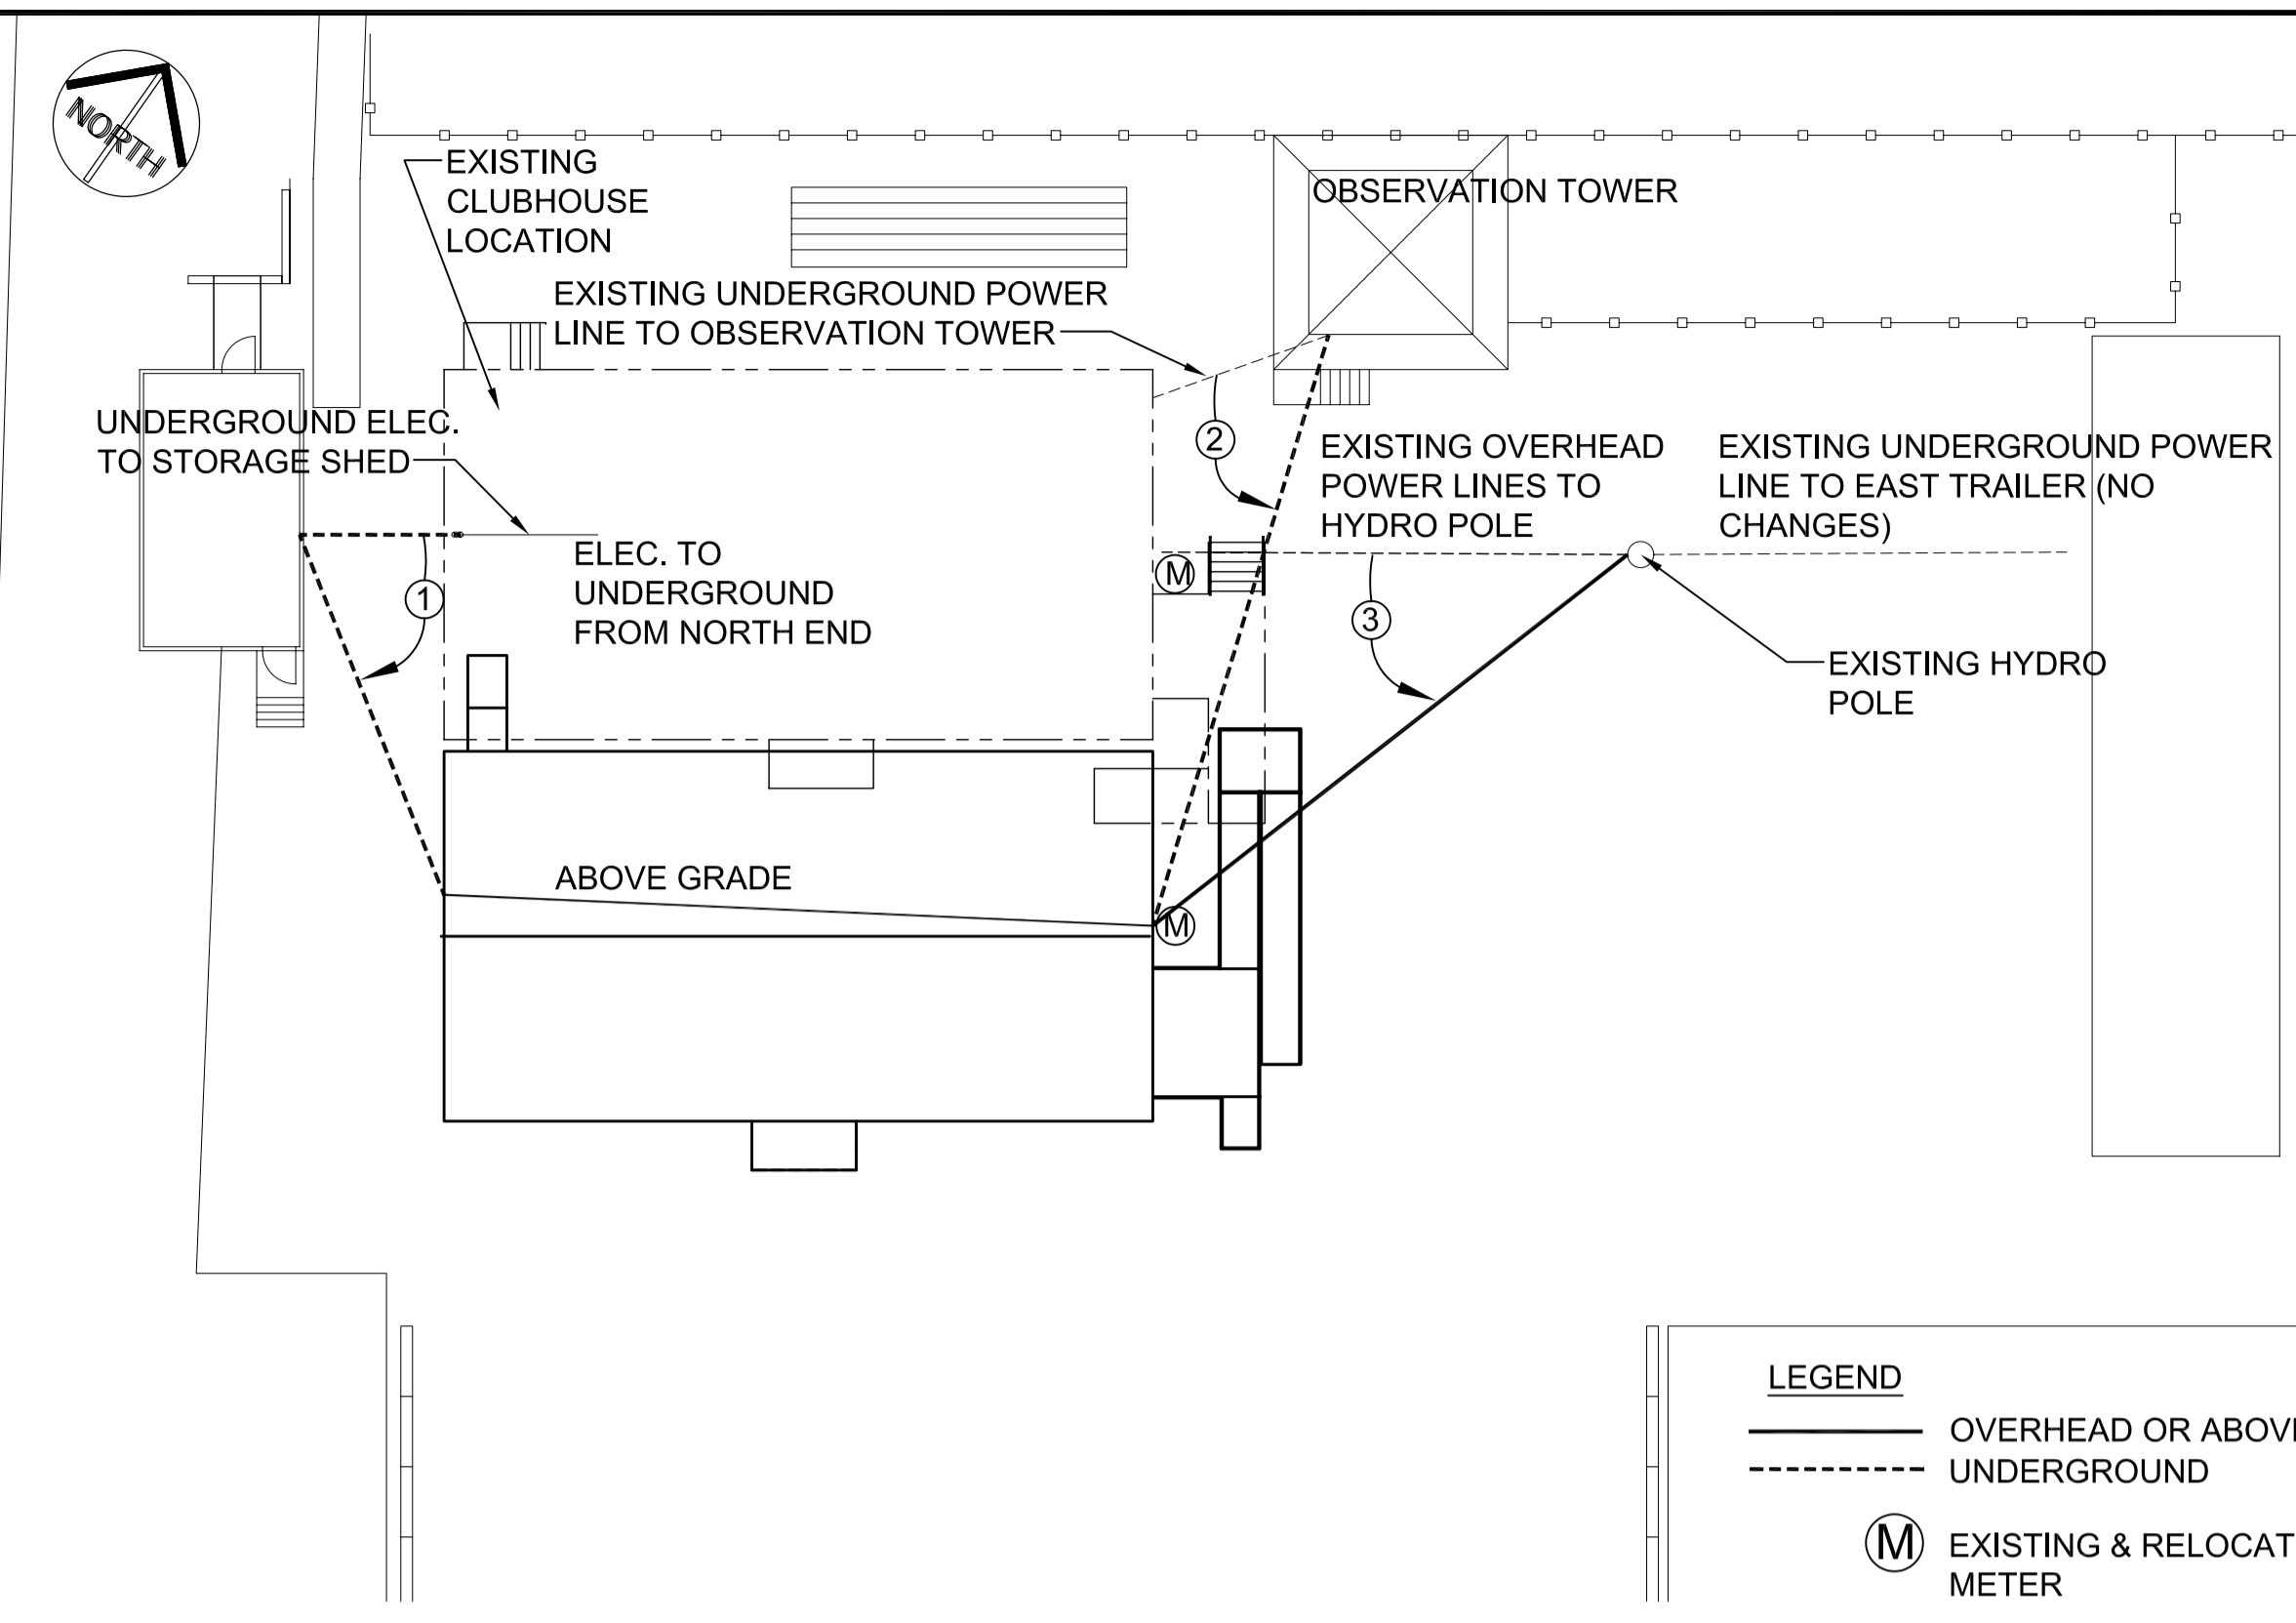 NORTH
EXISTING
CLUBHOUSE
LOCATION
OBSERVATION TOWER
EXISTING UNDERGROUND POWER
LINE TO OBSERVATION TOWER
UNDERGROUND ELEC.
TO STORAGE SHED
2
EXISTING OVERHEAD
POWER LINES TO
HYDRO POLE
EXISTING UNDERGROUND POWER
LINE TO EAST TRAILER (NO
CHANGES)
ELEC. TO
UNDERGROUND
FROM NORTH END
M
1
3
EXISTING HYDRO
POLE
ABOVE GRADE
M
LEGEND
OVERHEAD OR ABOV
UNDERGROUND
M
EXISTING & RELOCAT
METER